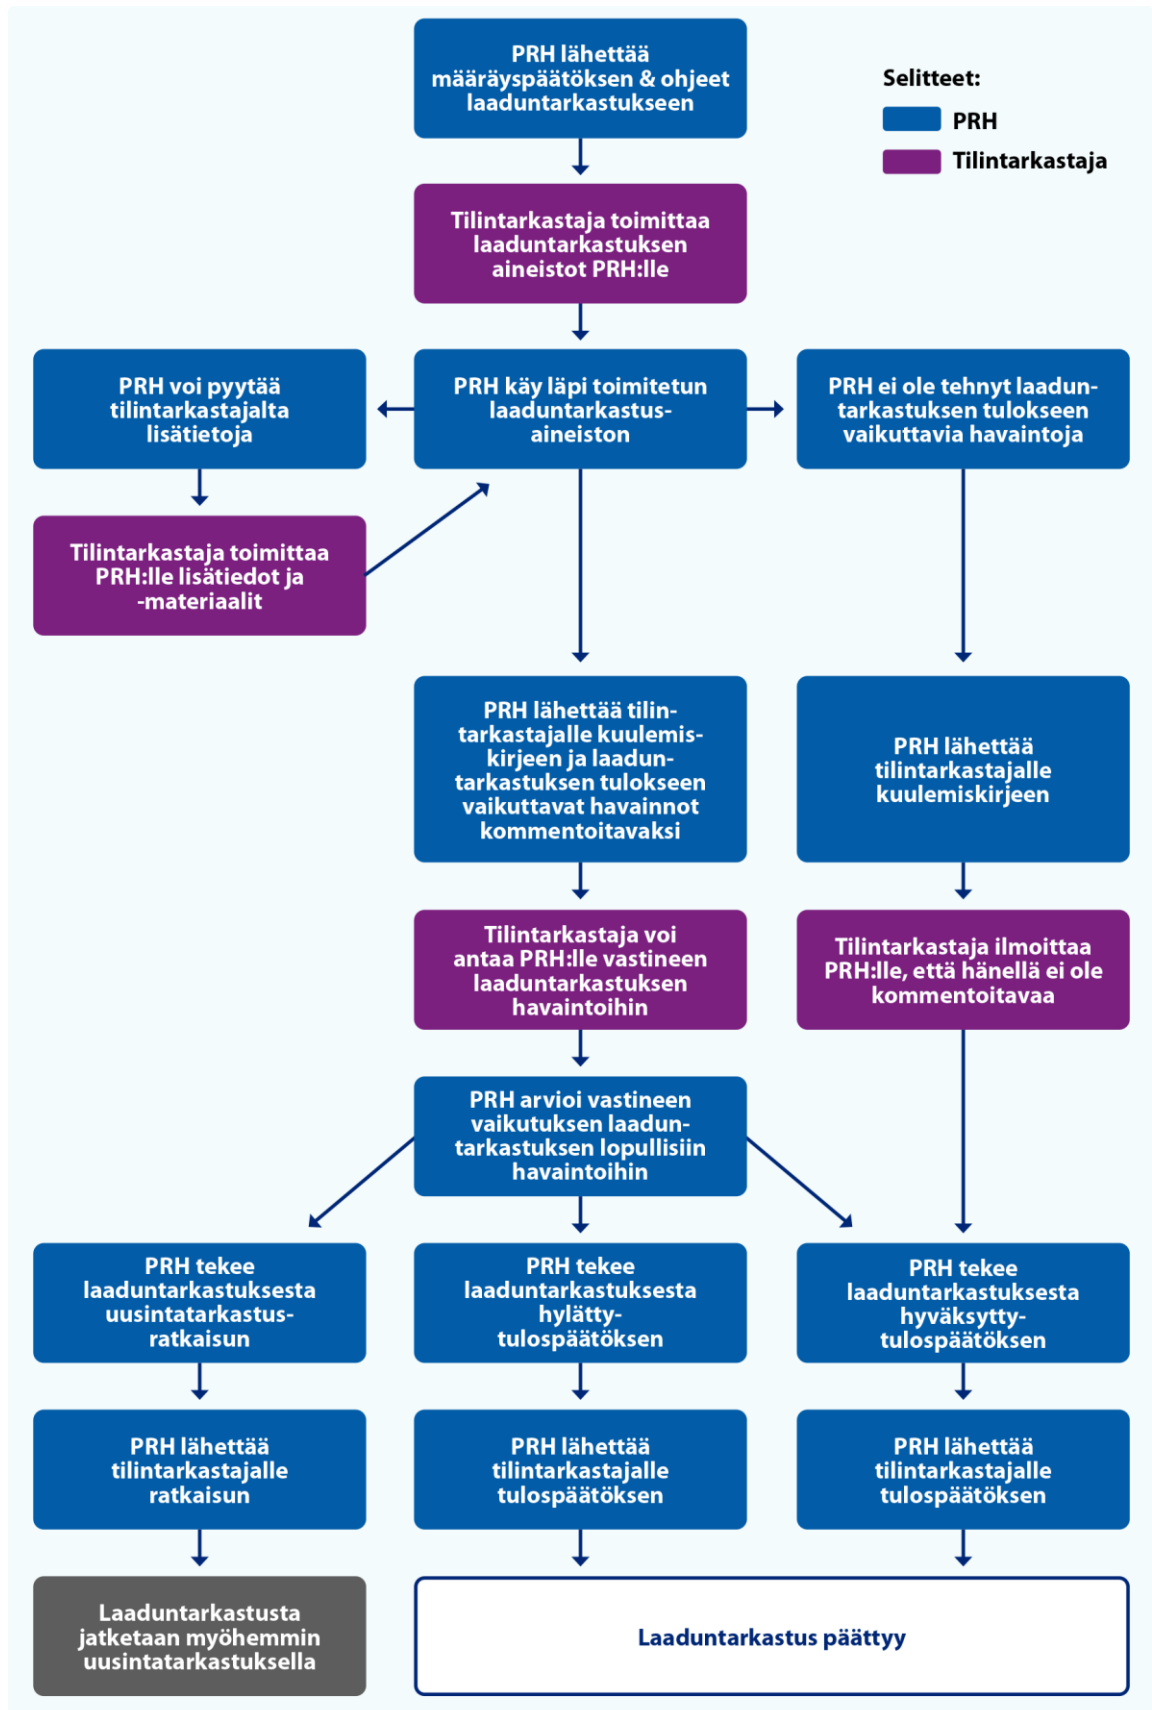 PRH lähettää
määräyspäätöksen & ohjeet
laaduntarkastukseen
Selitteet:
PRH
Tilintarkastaja
Tilintarkastaja toimittaa
laaduntarkastuksen
aineistot PRH:lle
PRH voi pyytää
tilintarkastajalta
lisätietoja
PRH käy läpi toimitetun
laaduntarkastus-
aineiston
PRH ei ole tehnyt laadun-
tarkastuksen tulokseen
vaikuttavia havaintoja
Tilintarkastaja toimittaa
PRH:lle lisätiedot ja
-materiaalit
PRH lähettää tilin-
tarkastajalle kuulemis-
kirjeen ja laadun-
tarkastuksen tulokseen
vaikuttavat havainnot
kommentoitavaksi
PRH lähettää
tilintarkastajalle
kuulemiskirjeen
Tilintarkastaja voi
antaa PRH:lle vastineen
laaduntarkastuksen
havaintoihin
Tilintarkastaja ilmoittaa
PRH:lle, että hänellä ei ole
kommentoitavaa
PRH arvioi vastineen
vaikutuksen laadun-
tarkastuksen lopullisiin
havaintoihin
PRH tekee
laaduntarkastuksesta
uusintatarkastus-
ratkaisun
PRH tekee
laaduntarkastuksesta
hylätty-
tulospäätöksen
PRH tekee
laaduntarkastuksesta
hyväksytty-
tulospäätöksen
PRH lähettää
tilintarkastajalle
ratkaisun
PRH lähettää
tilintarkastajalle
tulospäätöksen
PRH lähettää
tilintarkastajalle
tulospäätöksen
Laaduntarkastusta
jatketaan myöhemmin
uusintatarkastuksella
Laaduntarkastus päättyy